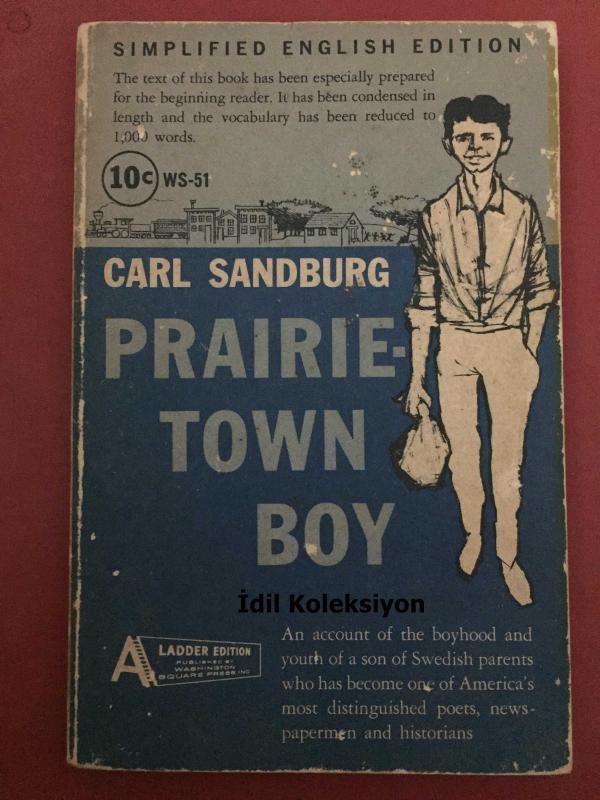 SIMPLIFIED ENGLISH EDITION
The text of this book has been especially prepared
for the beginning reader. It has been condensed in
length and the vocabulary has been reduced to
1,000 words.
10c WS-51
CARL SANDBURG
PRAIRIE-
TOWN
BOY
İdil Koleksiyon
A LADDER EDITION
PUBLISHED BY
WASHINGTON
SQUARE PRESS INC
An account of the boyhood and
youth of a son of Swedish parents
who has become one of America's
most distinguished poets, news-
papermen and historians